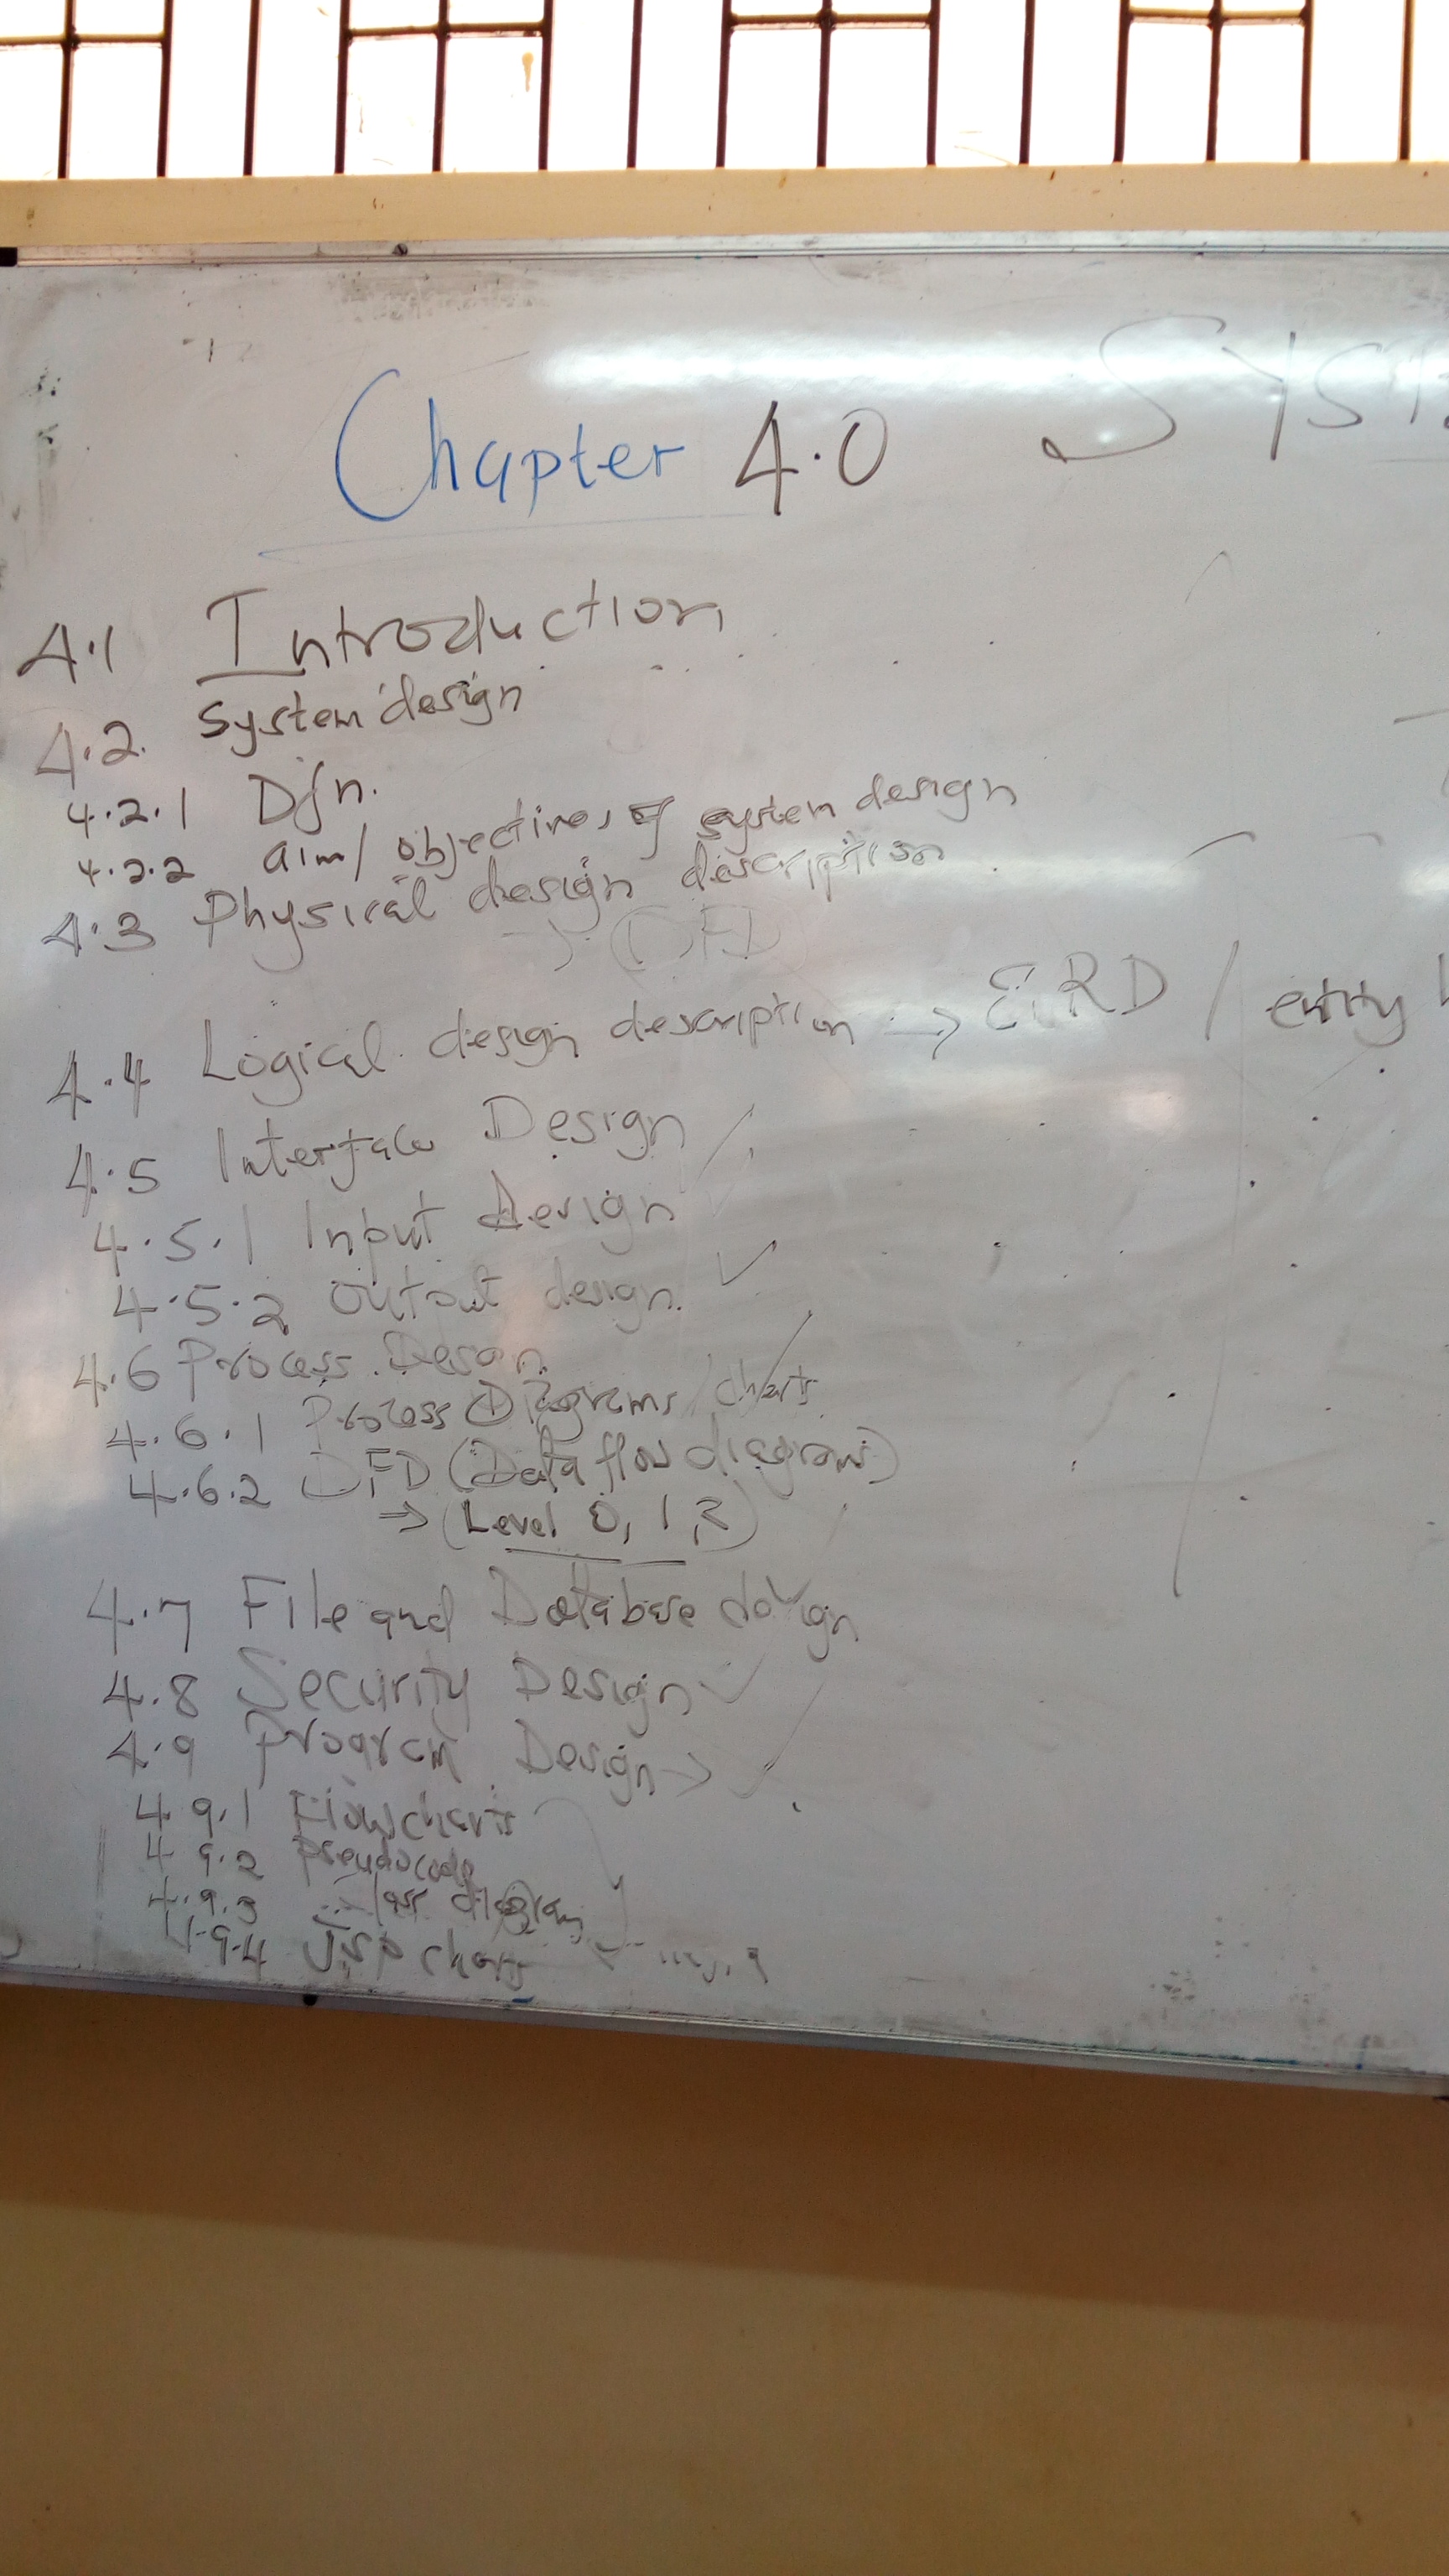 Chapter 4.0 SYST
4.1 Introduction
4.2. System design
4.2.1 Dfn.
4.2.2 aim/ objectives of system design
4.3 Physical design description
→ (DFD)
4.4 Logical design description → ERD / entity
4.5 Interface Design
4.5.1 Input design
4.5.2 output design.
4.6 Process Design
4.6.1 Process Diagrams/charts
4.6.2 DFD (Data flow diagrams)
⇒ (Level 0, 1, 2)
4.7 File and Database design
4.8 Security Design
4.9 Program Design →
4.9.1 Flowcharts
4.9.2 Pseudocode
4.9.3 class diagram
4.9.4 JSP chart